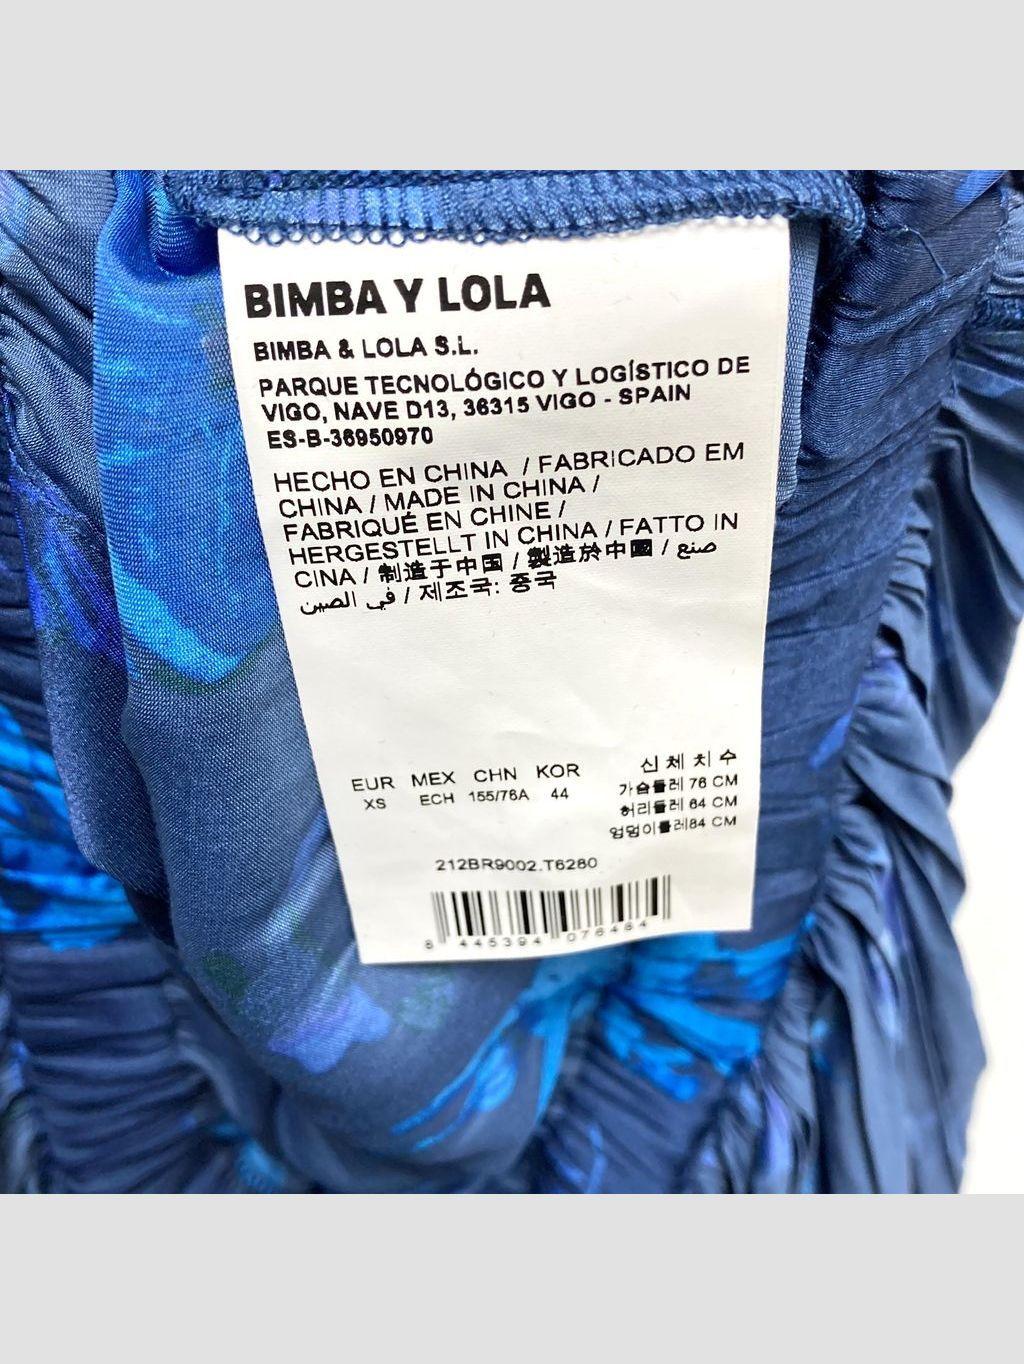 BIMBA Y LOLA
BIMBA & LOLA S.L.
PARQUE TECNOLÓGICO Y LOGÍSTICO DE
VIGO, NAVE D13, 36315 VIGO - SPAIN
ES-B-36950970
HECHO EN CHINA / FABRICADO EM
CHINA / MADE IN CHINA /
FABRIQUÉ EN CHINE /
HERGESTELLT IN CHINA / FATTO IN
CINA / 制造于中国 / 製造於中國 / صنع
في الصين / 제조국: 중국
EUR MEX CHN KOR
XS ECH 155/76A 44
신체치수
가슴둘레 76 CM
허리둘레 64 CM
엉덩이둘레84 CM
212BR9002.T6280
8 445394 076484